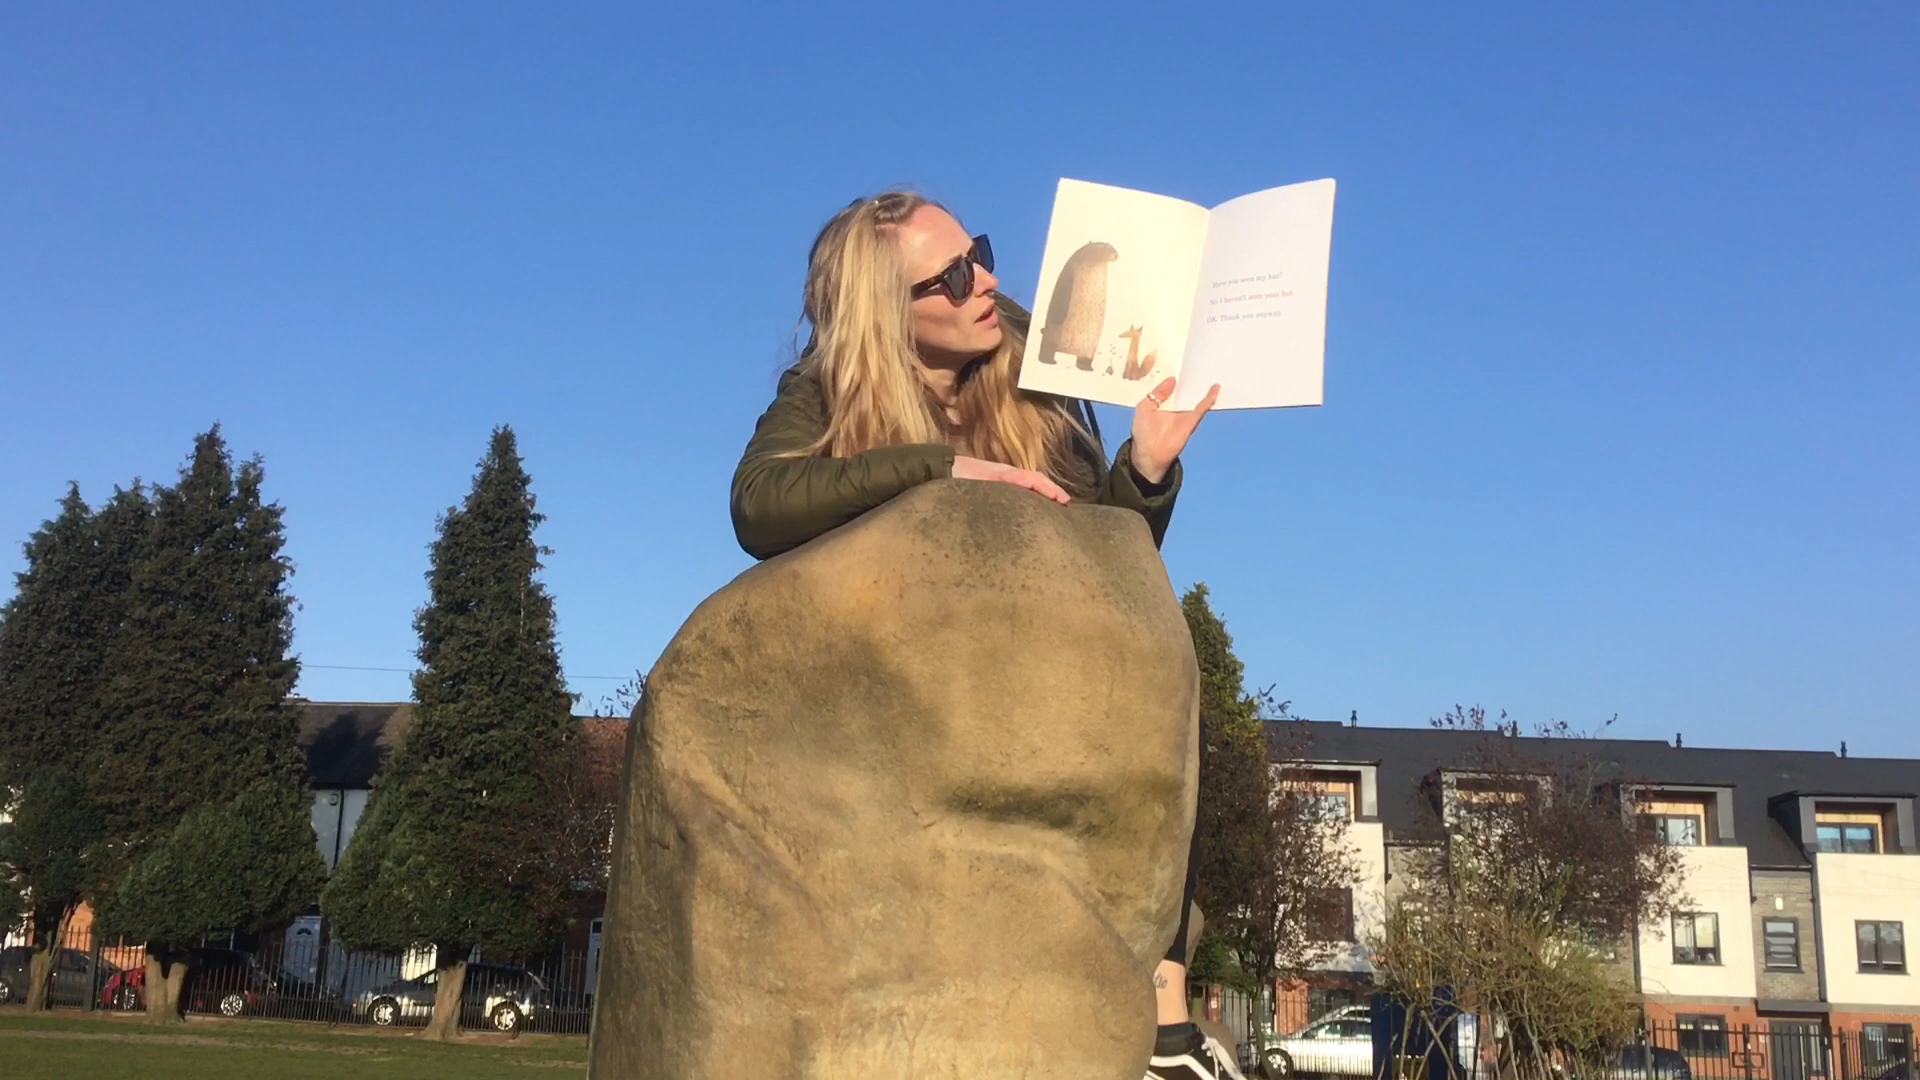 Have you seen my hat?
No. I haven't seen your hat.
OK. Thank you anyway.